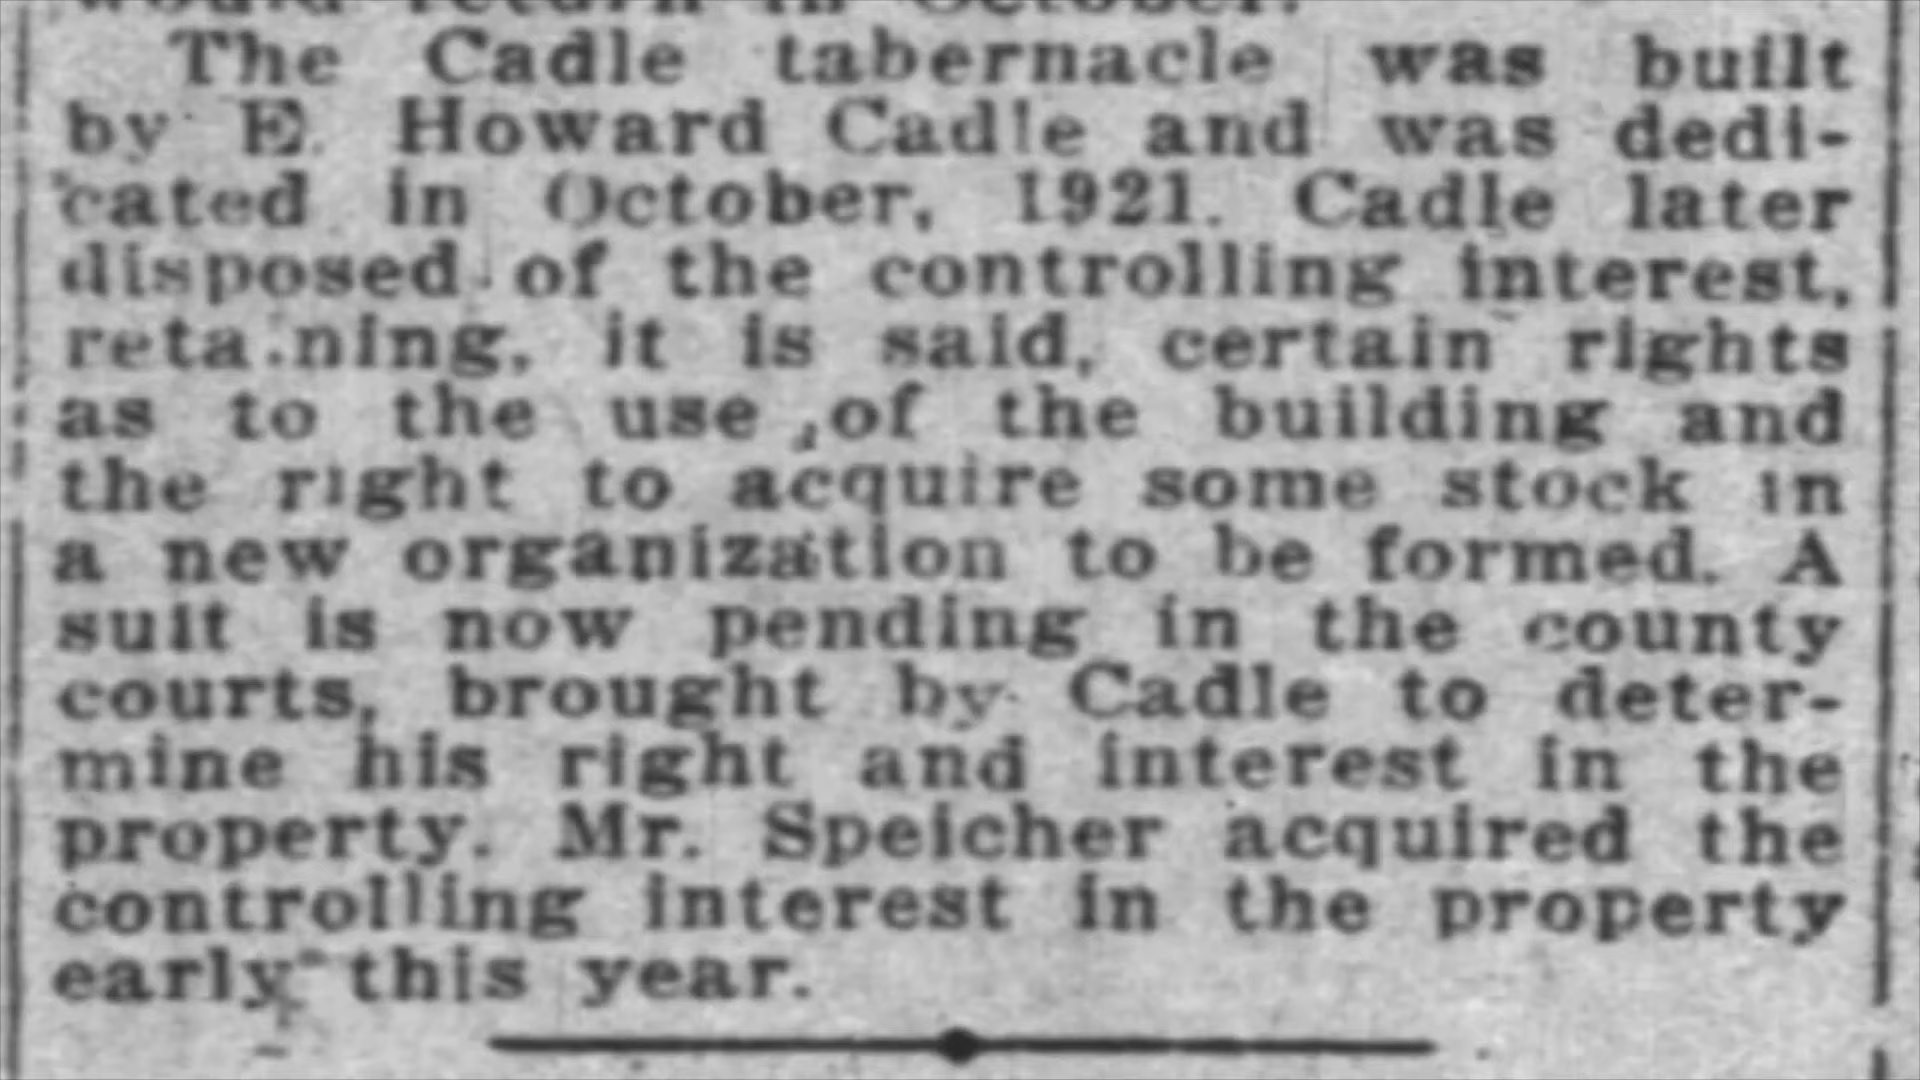 would return in October.
The Cadle tabernacle was built
by E. Howard Cadle and was dedi-
cated in October, 1921. Cadle later
disposed of the controlling interest,
retaining, it is said, certain rights
as to the use of the building and
the right to acquire some stock in
a new organization to be formed. A
suit is now pending in the county
courts, brought by Cadle to deter-
mine his right and interest in the
property. Mr. Speicher acquired the
controlling interest in the property
early this year.